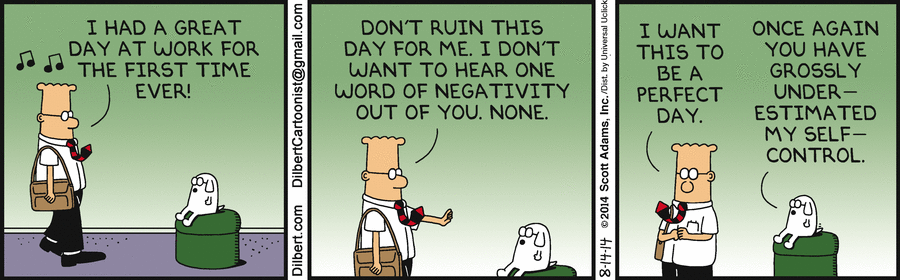 I HAD A GREAT
DAY AT WORK FOR
THE FIRST TIME
EVER!
Dilbert.com DilbertCartoonist@gmail.com
DON'T RUIN THIS
DAY FOR ME. I DON'T
WANT TO HEAR ONE
WORD OF NEGATIVITY
OUT OF YOU. NONE.
8-14-14 ©2014 Scott Adams, Inc. /Dist. by Universal Uclick
I WANT
THIS TO
BE A
PERFECT
DAY.
ONCE AGAIN
YOU HAVE
GROSSLY
UNDER-
ESTIMATED
MY SELF-
CONTROL.